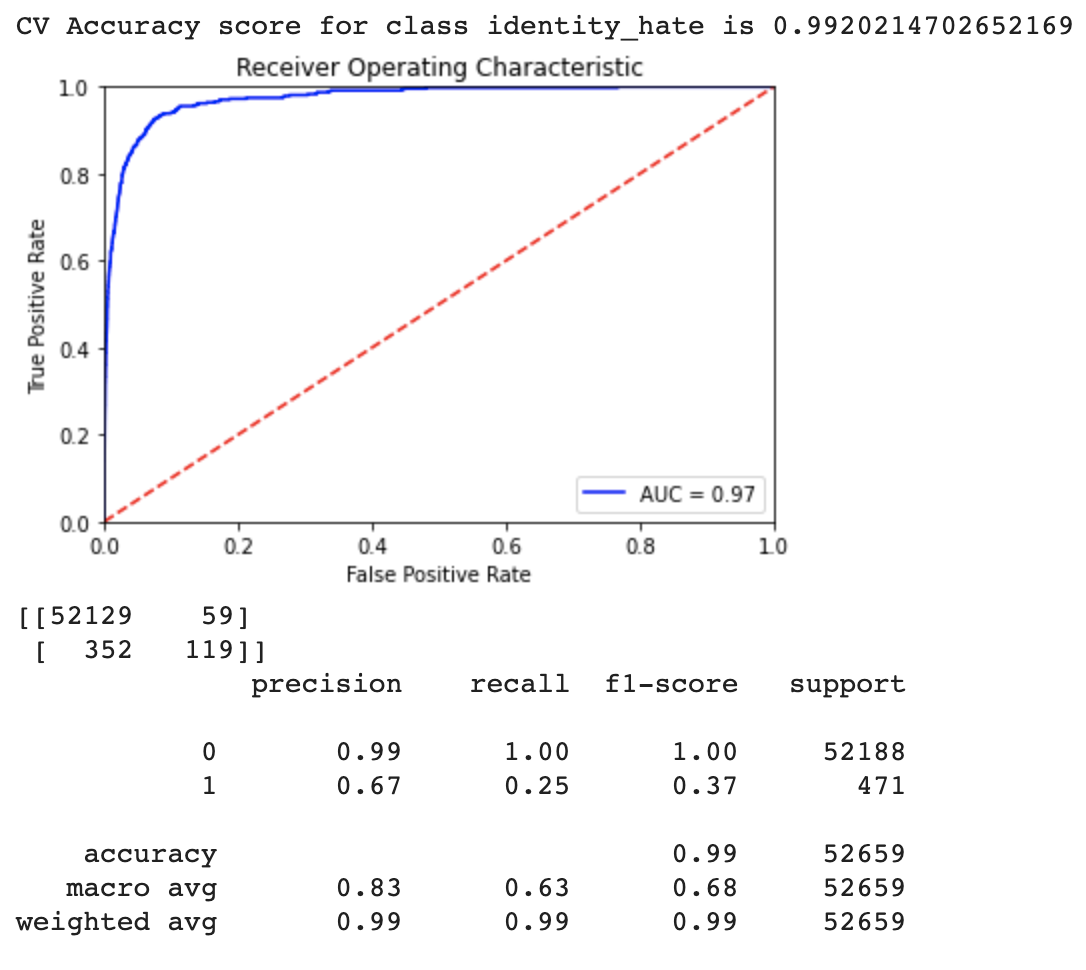 CV Accuracy score for class identity_hate is 0.9920214702652169
Receiver Operating Characteristic
1.0
0.8
0.6
0.4
0.2
0.0
True Positive Rate
AUC = 0.97
0.0 0.2 0.4 0.6 0.8 1.0
False Positive Rate
[[52129 59]
[ 352 119]]
precision recall f1-score support
0 0.99 1.00 1.00 52188
1 0.67 0.25 0.37 471
accuracy 0.99 52659
macro avg 0.83 0.63 0.68 52659
weighted avg 0.99 0.99 0.99 52659